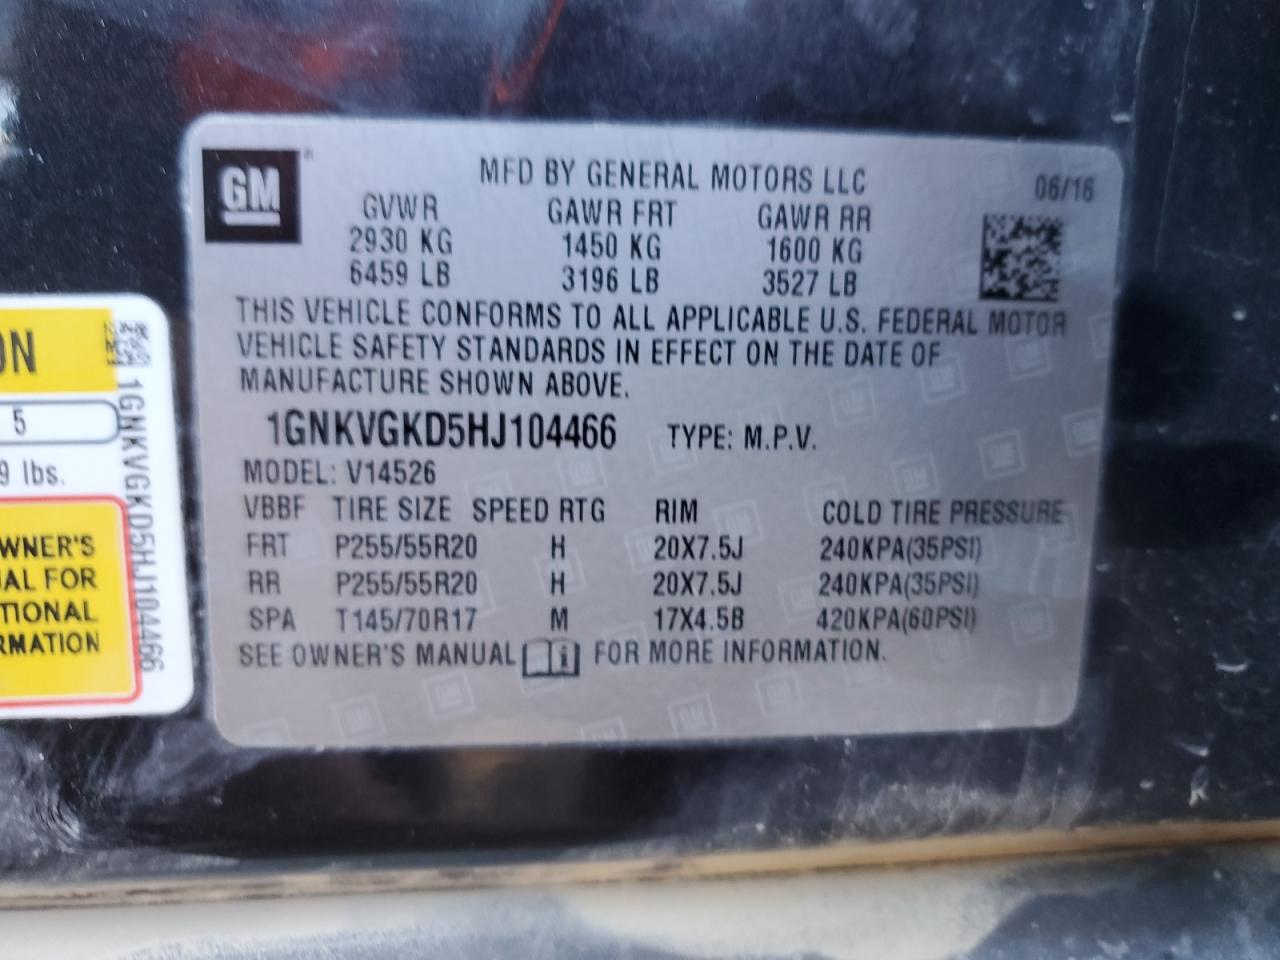 GM
MFD BY GENERAL MOTORS LLC 06/16
GVWR GAWR FRT GAWR RR
2930 KG 1450 KG 1600 KG
6459 LB 3196 LB 3527 LB
THIS VEHICLE CONFORMS TO ALL APPLICABLE U.S. FEDERAL MOTOR
VEHICLE SAFETY STANDARDS IN EFFECT ON THE DATE OF
MANUFACTURE SHOWN ABOVE.
1GNKVGKD5HJ104466 TYPE: M.P.V.
MODEL: V14526
VBBF TIRE SIZE SPEED RTG RIM COLD TIRE PRESSURE
FRT P255/55R20 H 20X7.5J 240KPA(35PSI)
RR P255/55R20 H 20X7.5J 240KPA(35PSI)
SPA T145/70R17 M 17X4.5B 420KPA(60PSI)
SEE OWNER'S MANUAL i FOR MORE INFORMATION.
ON
5
9 lbs.
WNER'S
UAL FOR
TIONAL
RMATION
1GNKVGKD5HJ104466